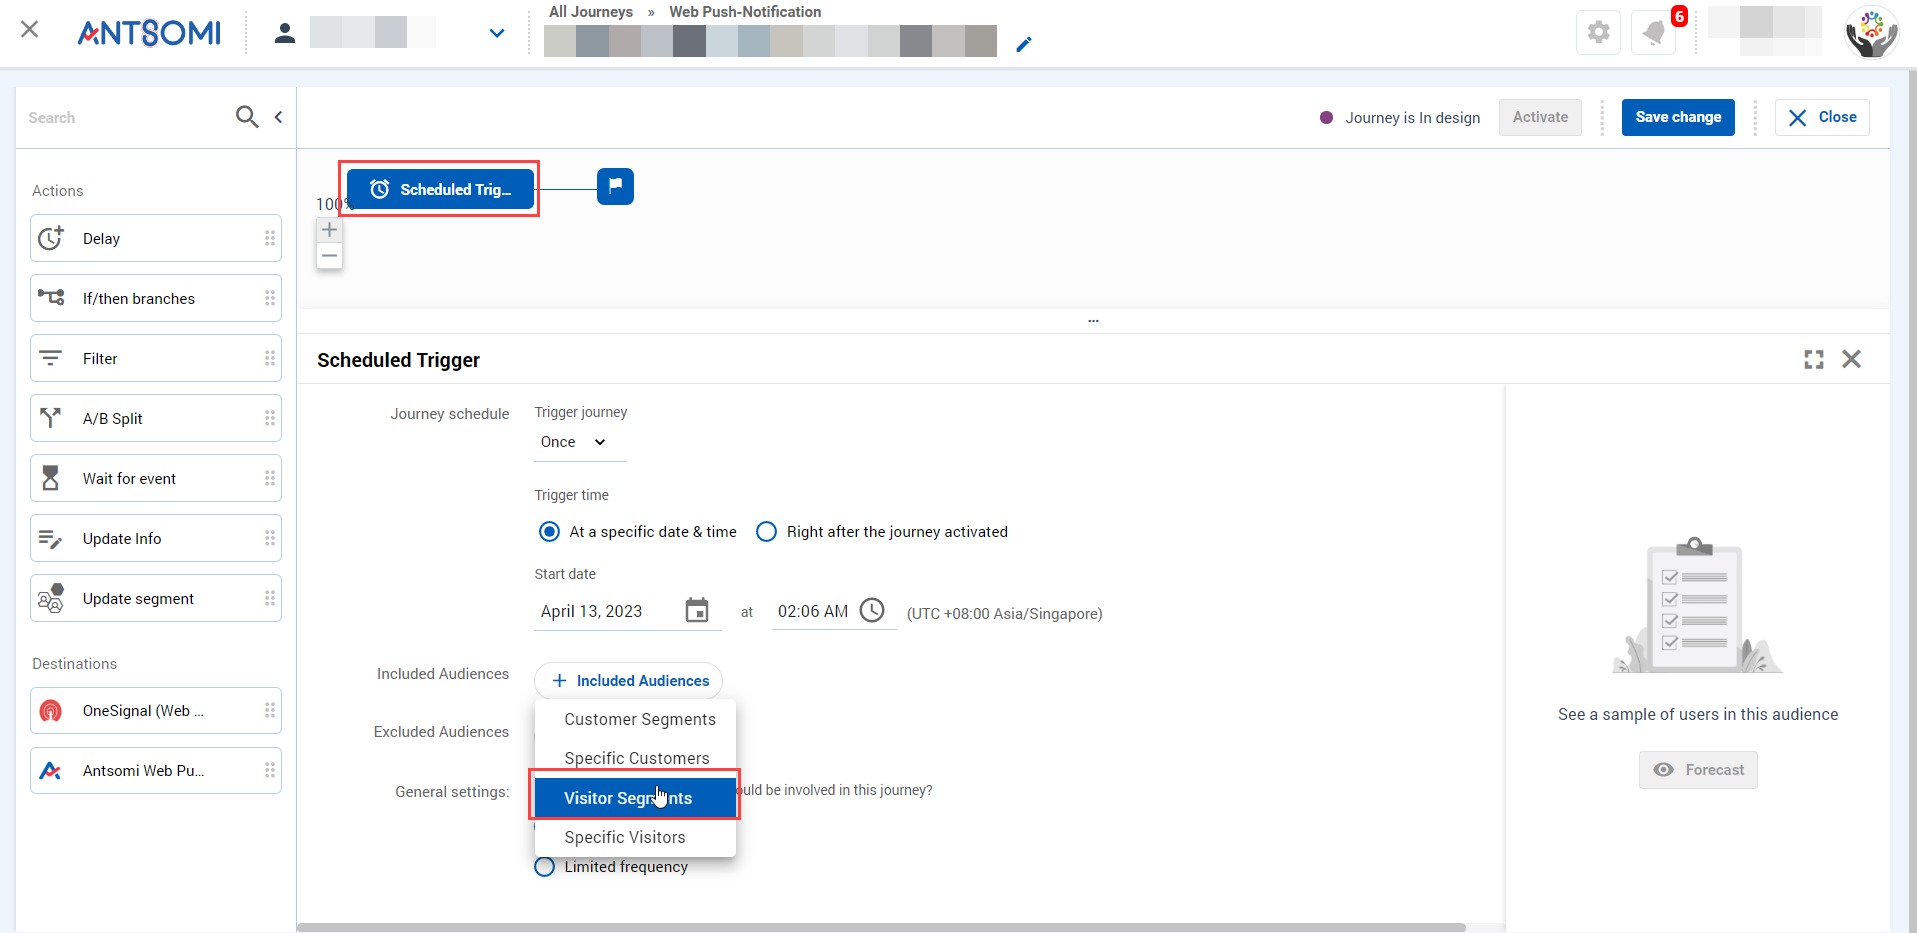 ANTSOMI
All Journeys » Web Push-Notification
6
Search
Journey is In design
Activate
Save change
Close
Actions
Delay
If/then branches
Filter
A/B Split
Wait for event
Update Info
Update segment
Destinations
OneSignal (Web ...
Antsomi Web Pu...
Scheduled Trig...
100%
...
Scheduled Trigger
Journey schedule
Trigger journey
Once
Trigger time
At a specific date & time
Right after the journey activated
Start date
April 13, 2023
at
02:06 AM
(UTC +08:00 Asia/Singapore)
Included Audiences
+ Included Audiences
Customer Segments
Excluded Audiences
Specific Customers
Visitor Segments
General settings:
ould be involved in this journey?
Specific Visitors
Limited frequency
See a sample of users in this audience
Forecast